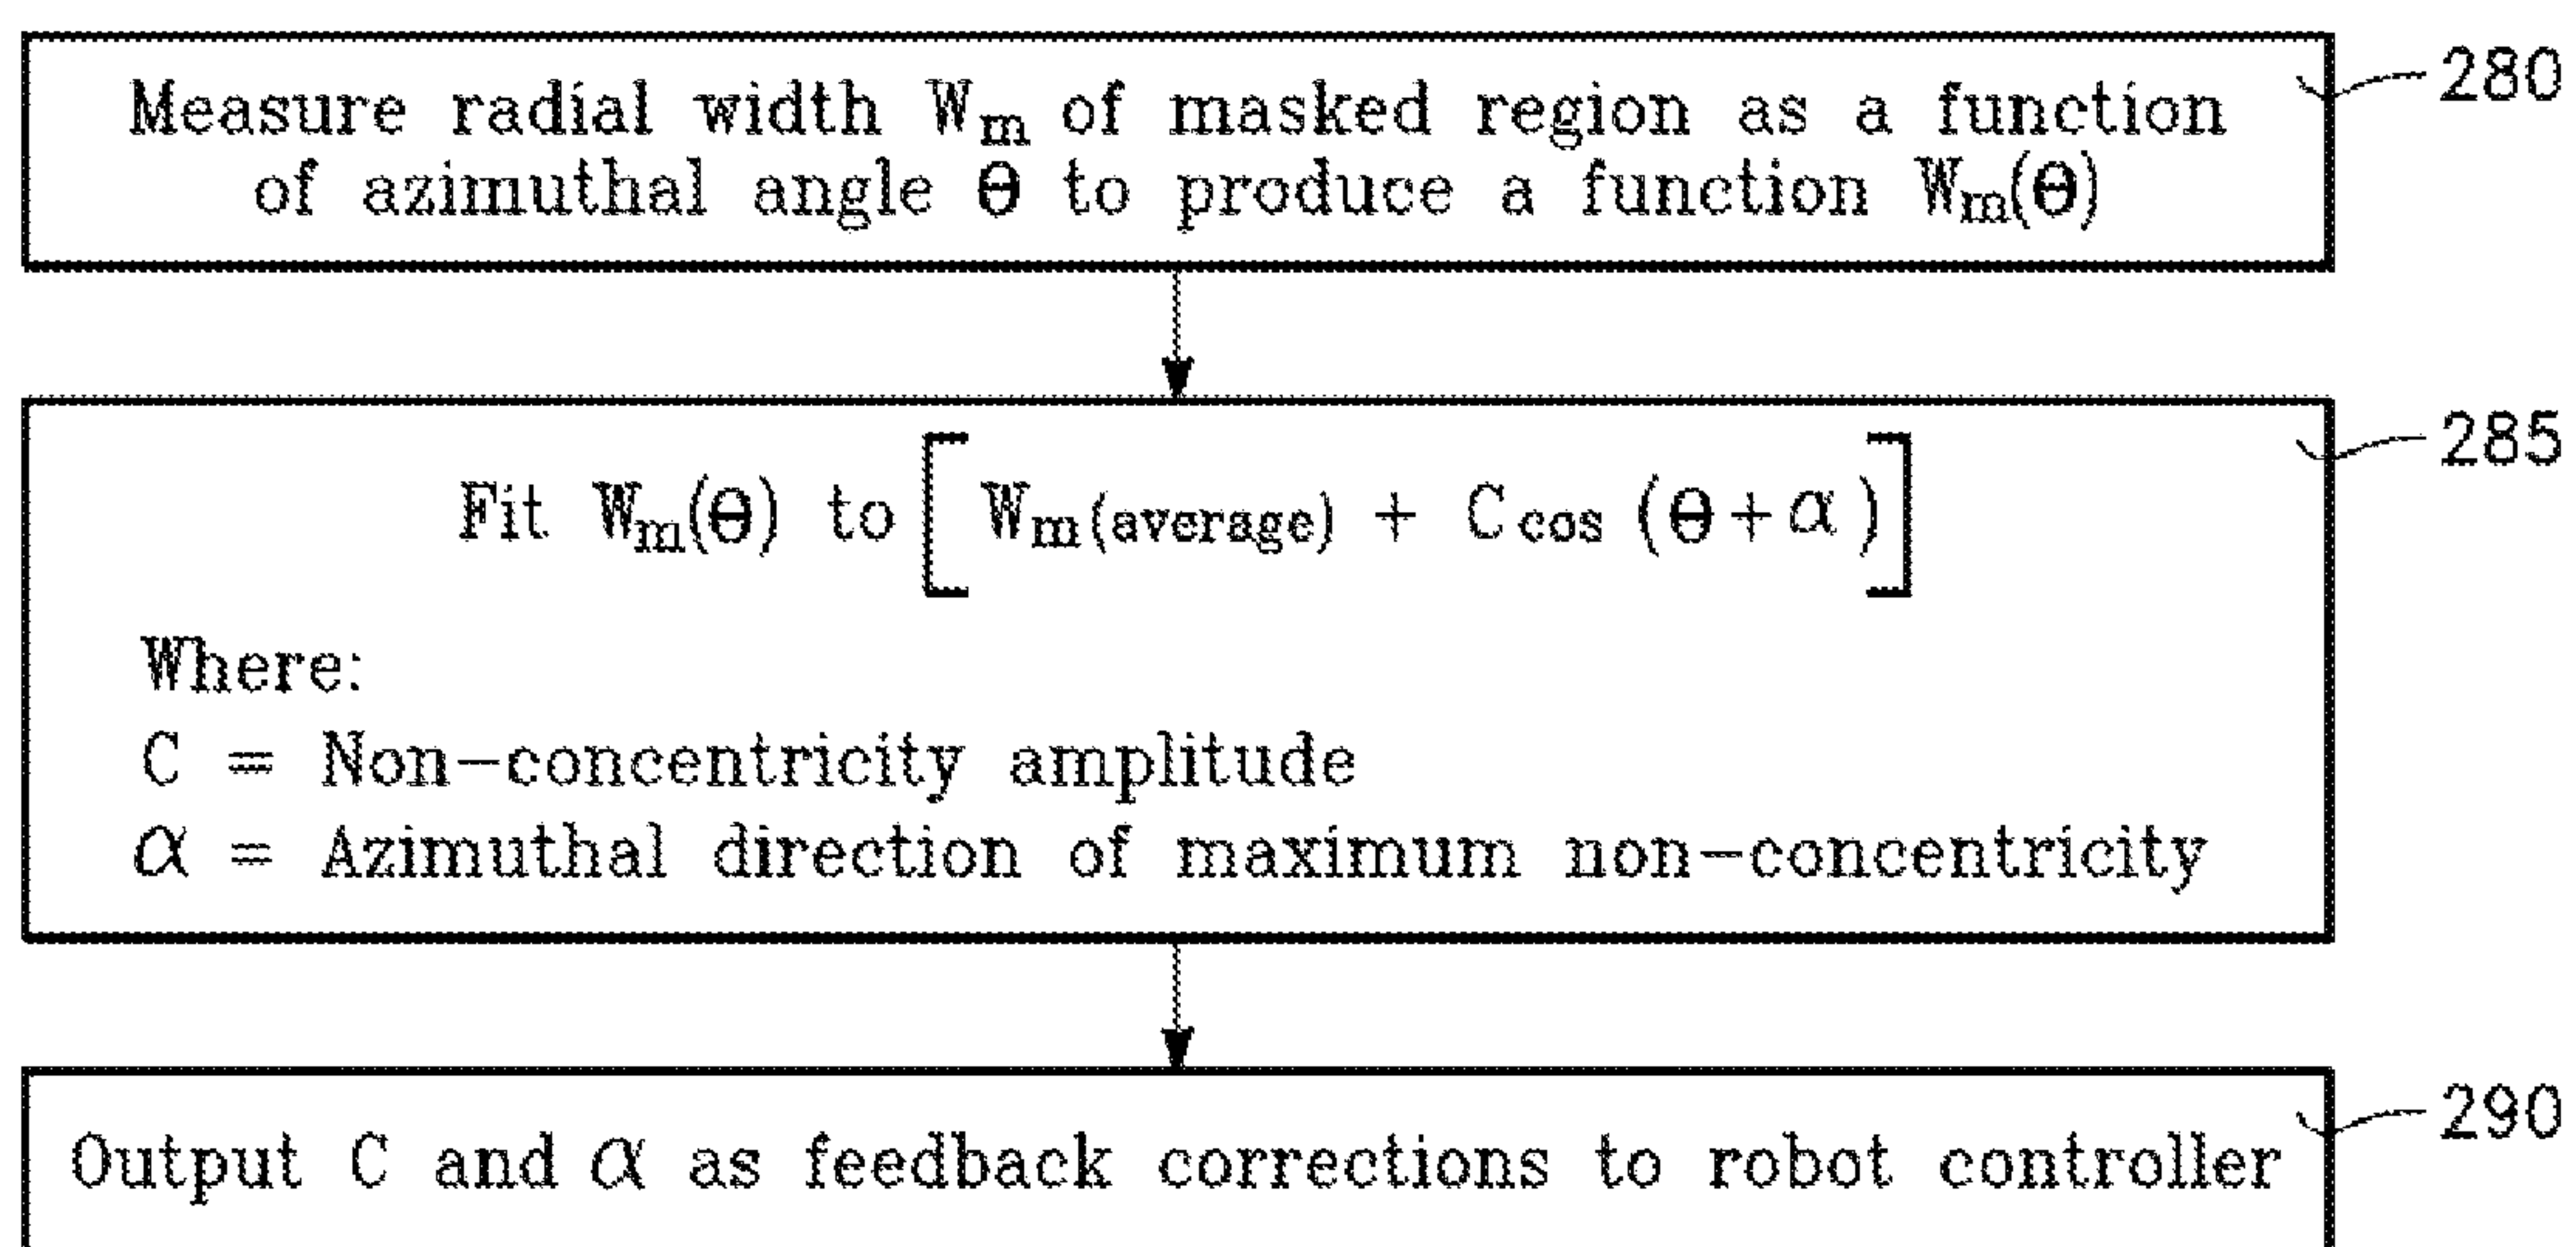 Measure radial width Wm of masked region as a function
280
of azimuthal angle Θ to produce a function Wm(Θ)
Fit Wm(Θ) to [ Wm(average) + C cos (Θ+α) ]
285
Where:
C = Non-concentricity amplitude
α = Azimuthal direction of maximum non-concentricity
Output C and α as feedback corrections to robot controller
290